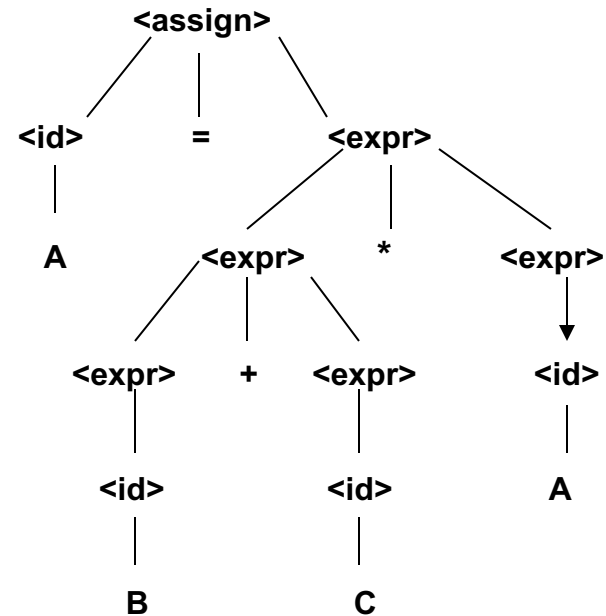 <assign>
<id> = <expr>
A <expr> * <expr>
<expr> + <expr> <id>
<id> <id> A
B C